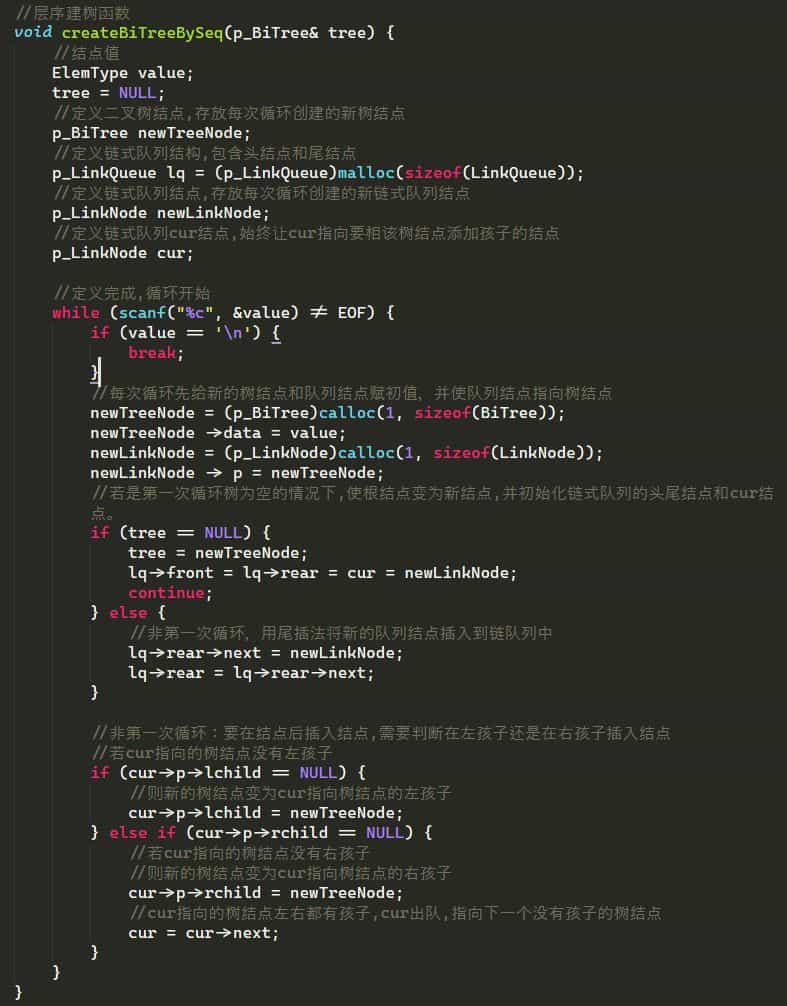 //层序建树函数
void createBiTreeBySeq(p_BiTree& tree) {
    //结点值
    ElemType value;
    tree = NULL;
    //定义二叉树结点,存放每次循环创建的新树结点
    p_BiTree newTreeNode;
    //定义链式队列结构,包含头结点和尾结点
    p_LinkQueue lq = (p_LinkQueue)malloc(sizeof(LinkQueue));
    //定义链式队列结点,存放每次循环创建的新链式队列结点
    p_LinkNode newLinkNode;
    //定义链式队列cur结点,始终让cur指向要相该树结点添加孩子的结点
    p_LinkNode cur;

    //定义完成,循环开始
    while (scanf("%c", &value) != EOF) {
        if (value == '\n') {
            break;
        }
        //每次循环先给新的树结点和队列结点赋初值, 并使队列结点指向树结点
        newTreeNode = (p_BiTree)calloc(1, sizeof(BiTree));
        newTreeNode ->data = value;
        newLinkNode = (p_LinkNode)calloc(1, sizeof(LinkNode));
        newLinkNode -> p = newTreeNode;
        //若是第一次循环树为空的情况下,使根结点变为新结点,并初始化链式队列的头尾结点和cur结
        点。
        if (tree == NULL) {
            tree = newTreeNode;
            lq->front = lq->rear = cur = newLinkNode;
            continue;
        } else {
            //非第一次循环, 用尾插法将新的队列结点插入到链队列中
            lq->rear->next = newLinkNode;
            lq->rear = lq->rear->next;
        }

        //非第一次循环：要在结点后插入结点,需要判断在左孩子还是在右孩子插入结点
        //若cur指向的树结点没有左孩子
        if (cur->p->lchild == NULL) {
            //则新的树结点变为cur指向树结点的左孩子
            cur->p->lchild = newTreeNode;
        } else if (cur->p->rchild == NULL) {
            //若cur指向的树结点没有右孩子
            //则新的树结点变为cur指向树结点的右孩子
            cur->p->rchild = newTreeNode;
            //cur指向的树结点左右都有孩子,cur出队,指向下一个没有孩子的树结点
            cur = cur->next;
        }
    }
}